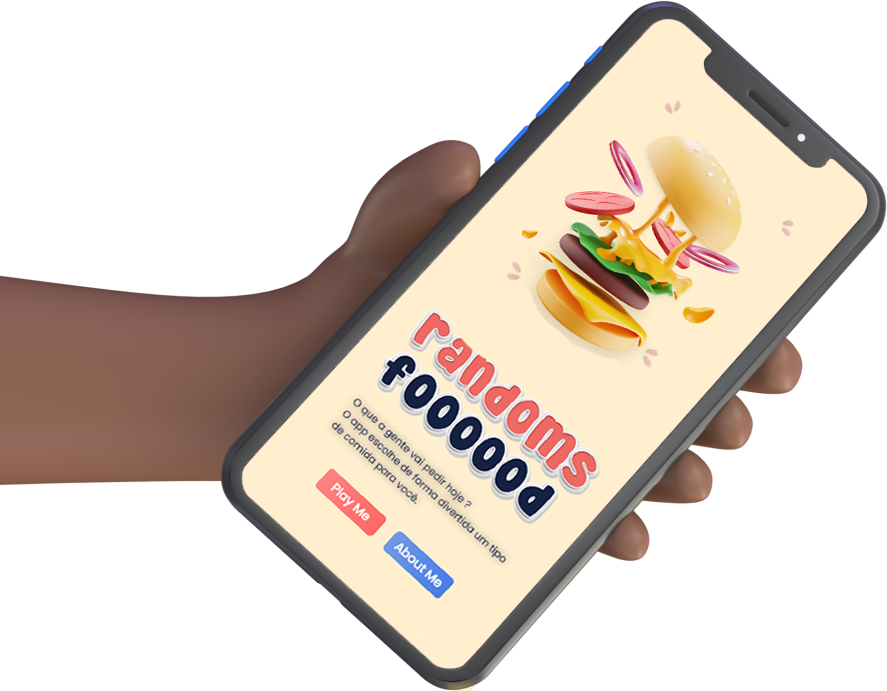 randoms
fooooood
O que a gente vai pedir hoje ?
O app escolhe de forma divertida um tipo
de comida para você.
Play Me
About Me